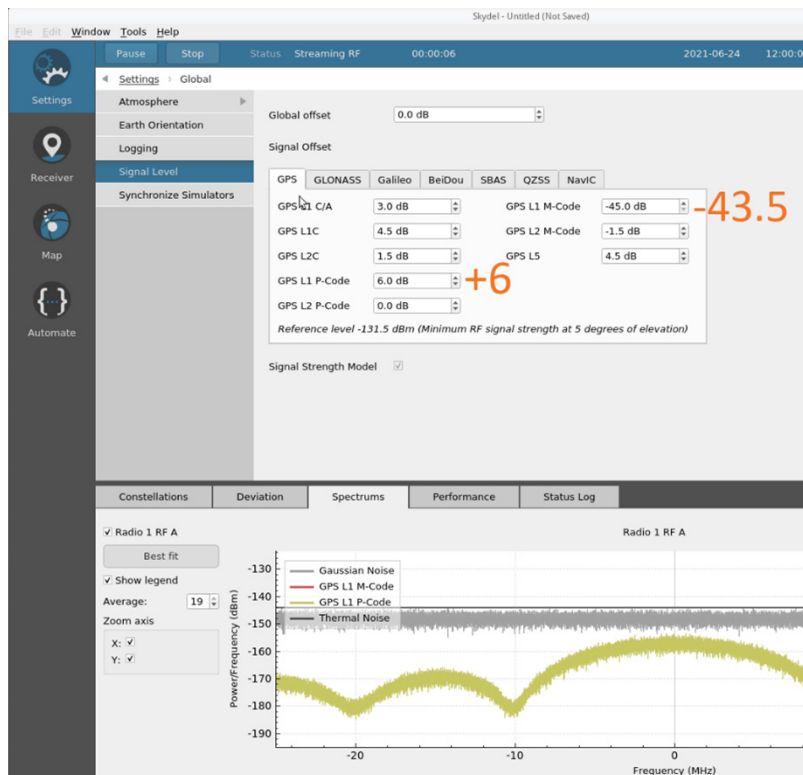 Skydel - Untitled (Not Saved)
File Edit Window Tools Help
Pause Stop Status Streaming RF 00:00:06 2021-06-24 12:00:0
Settings > Global
Settings
Receiver
Map
Automate
Atmosphere
Earth Orientation
Logging
Signal Level
Synchronize Simulators
Global offset 0.0 dB
Signal Offset
GPS GLONASS Galileo BeiDou SBAS QZSS NavIC
GPS L1 C/A 3.0 dB GPS L1 M-Code -45.0 dB -43.5
GPS L1C 4.5 dB GPS L2 M-Code -1.5 dB
GPS L2C 1.5 dB GPS L5 4.5 dB
GPS L1 P-Code 6.0 dB +6
GPS L2 P-Code 0.0 dB
Reference level -131.5 dBm (Minimum RF signal strength at 5 degrees of elevation)
Signal Strength Model
Constellations Deviation Spectrums Performance Status Log
Radio 1 RF A
Best fit
Show legend
Average: 19
Zoom axis
X:
Y:
Radio 1 RF A
Power/Frequency (dBm)
-130
-140
-150
-160
-170
-180
-190
Gaussian Noise
GPS L1 M-Code
GPS L1 P-Code
Thermal Noise
-20 -10 0
Frequency (MHz)